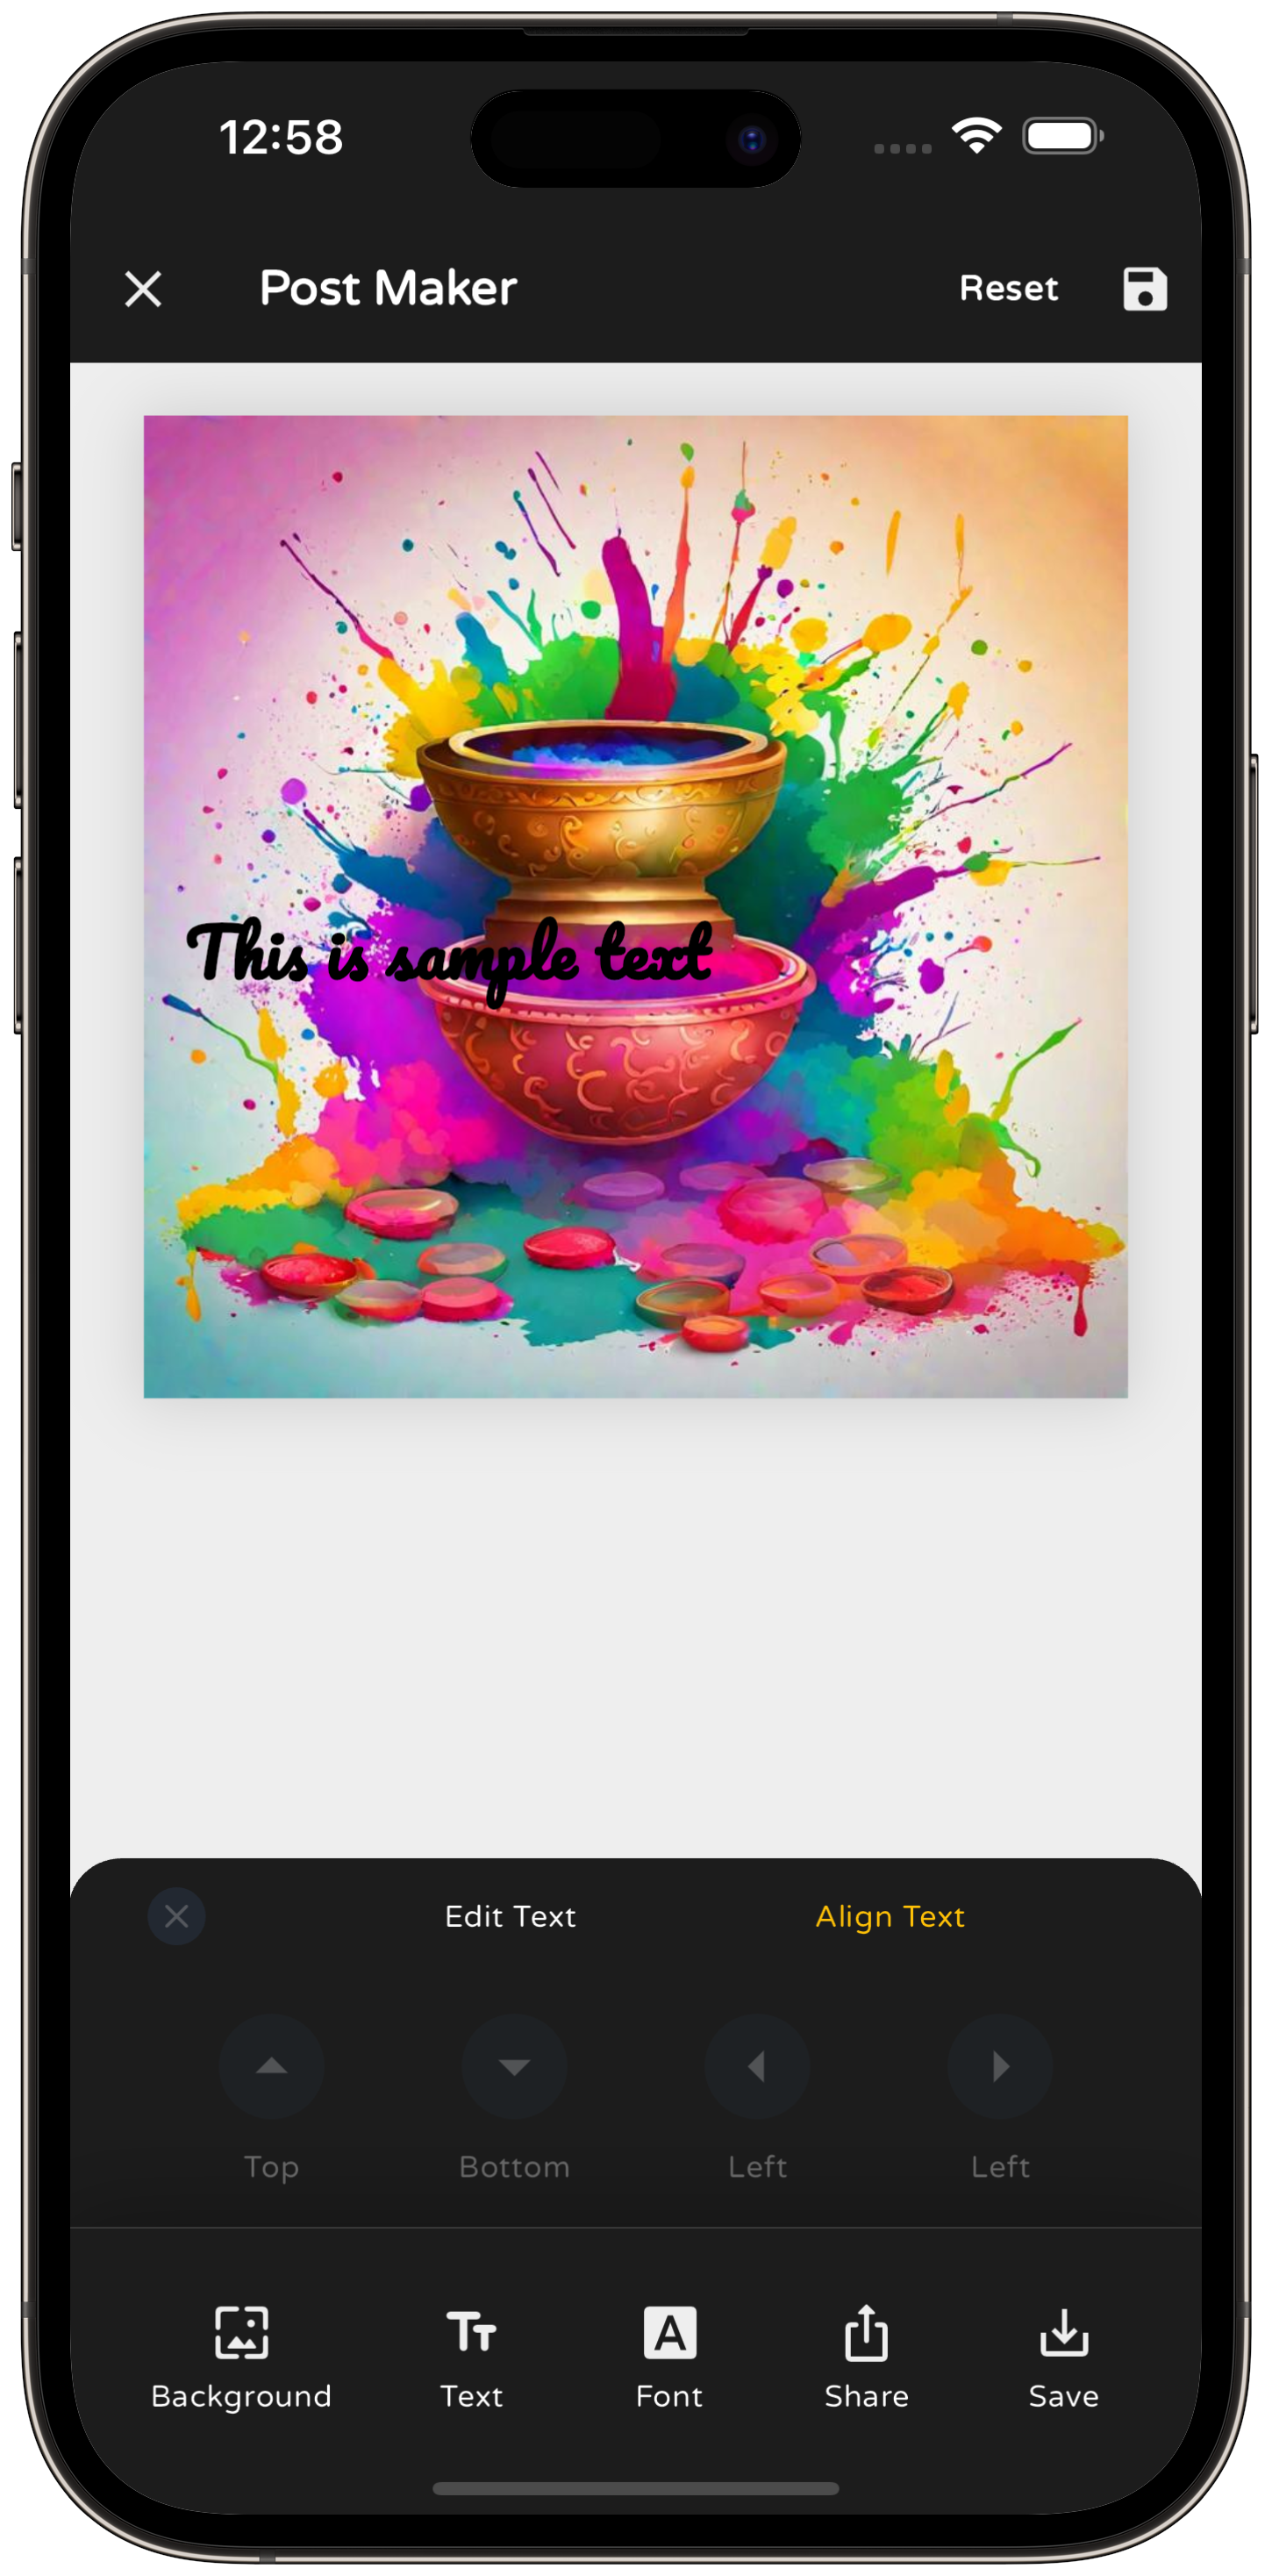 12:58
Post Maker
Reset
This is sample text
Edit Text
Align Text
Top
Bottom
Left
Left
Background
Text
Font
Share
Save